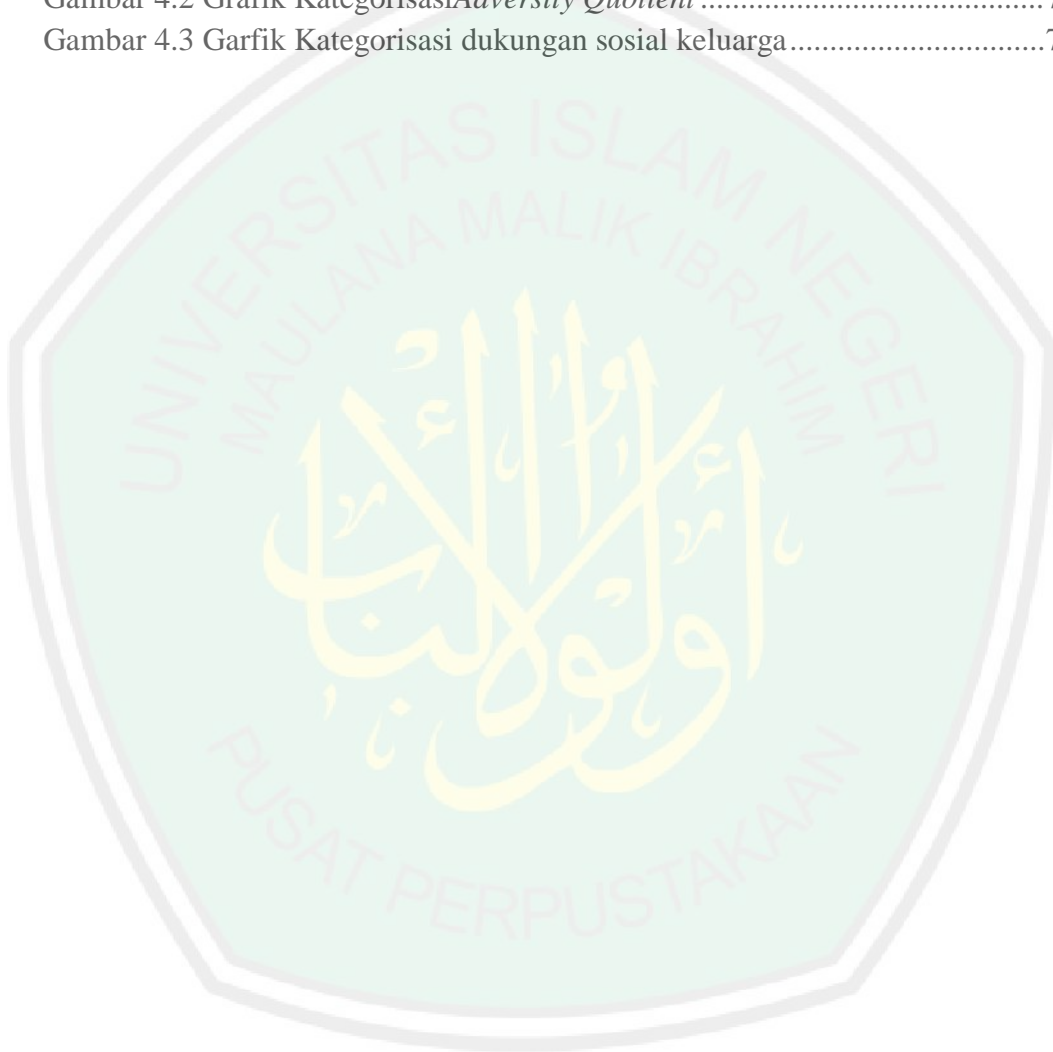 Gambar 4.2 Grafik KategorisasiAdversity Quotient
Gambar 4.3 Garfik Kategorisasi dukungan sosial keluarga..............................7
UNIVERSITAS ISLAM NEGERI
MAULANA MALIK IBRAHIM
أولوا الألباب
PUSAT PERPUSTAKAAN